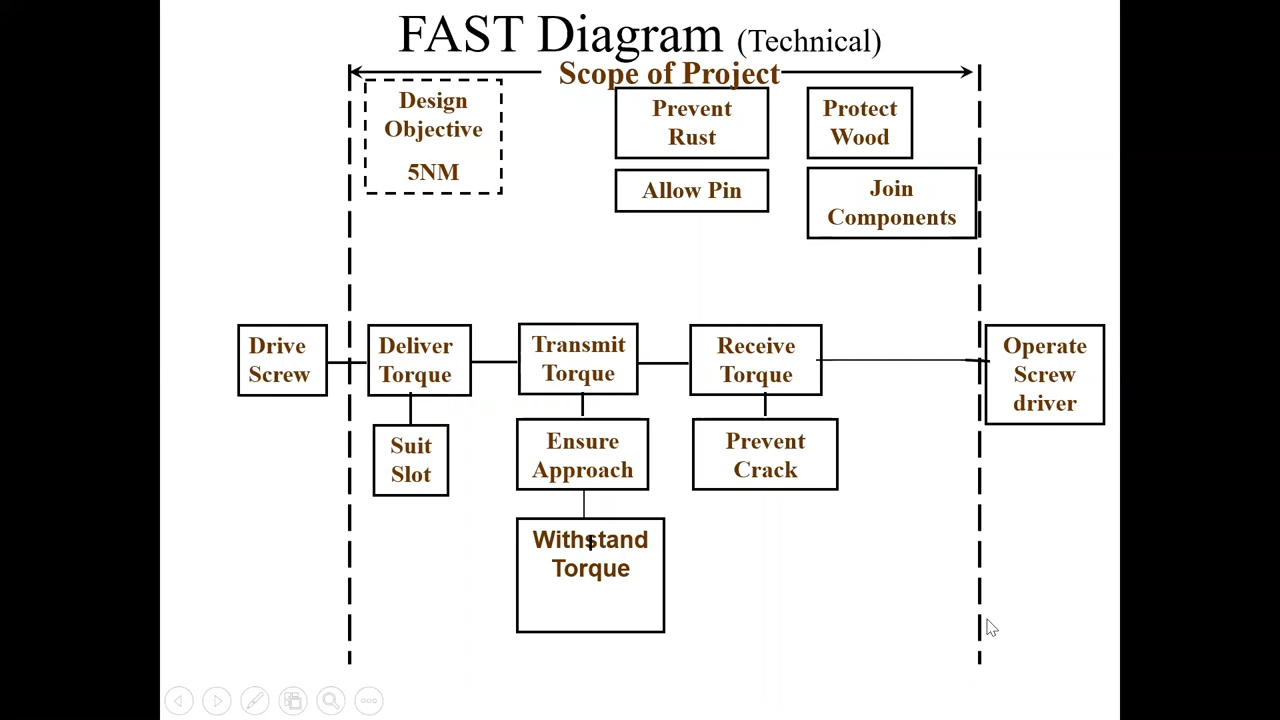 FAST Diagram (Technical)
Scope of Project
Design
Objective
5NM
Prevent
Rust
Protect
Wood
Allow Pin
Join
Components
Drive
Screw
Deliver
Torque
Transmit
Torque
Receive
Torque
Operate
Screw
driver
Suit
Slot
Ensure
Approach
Prevent
Crack
Withstand
Torque